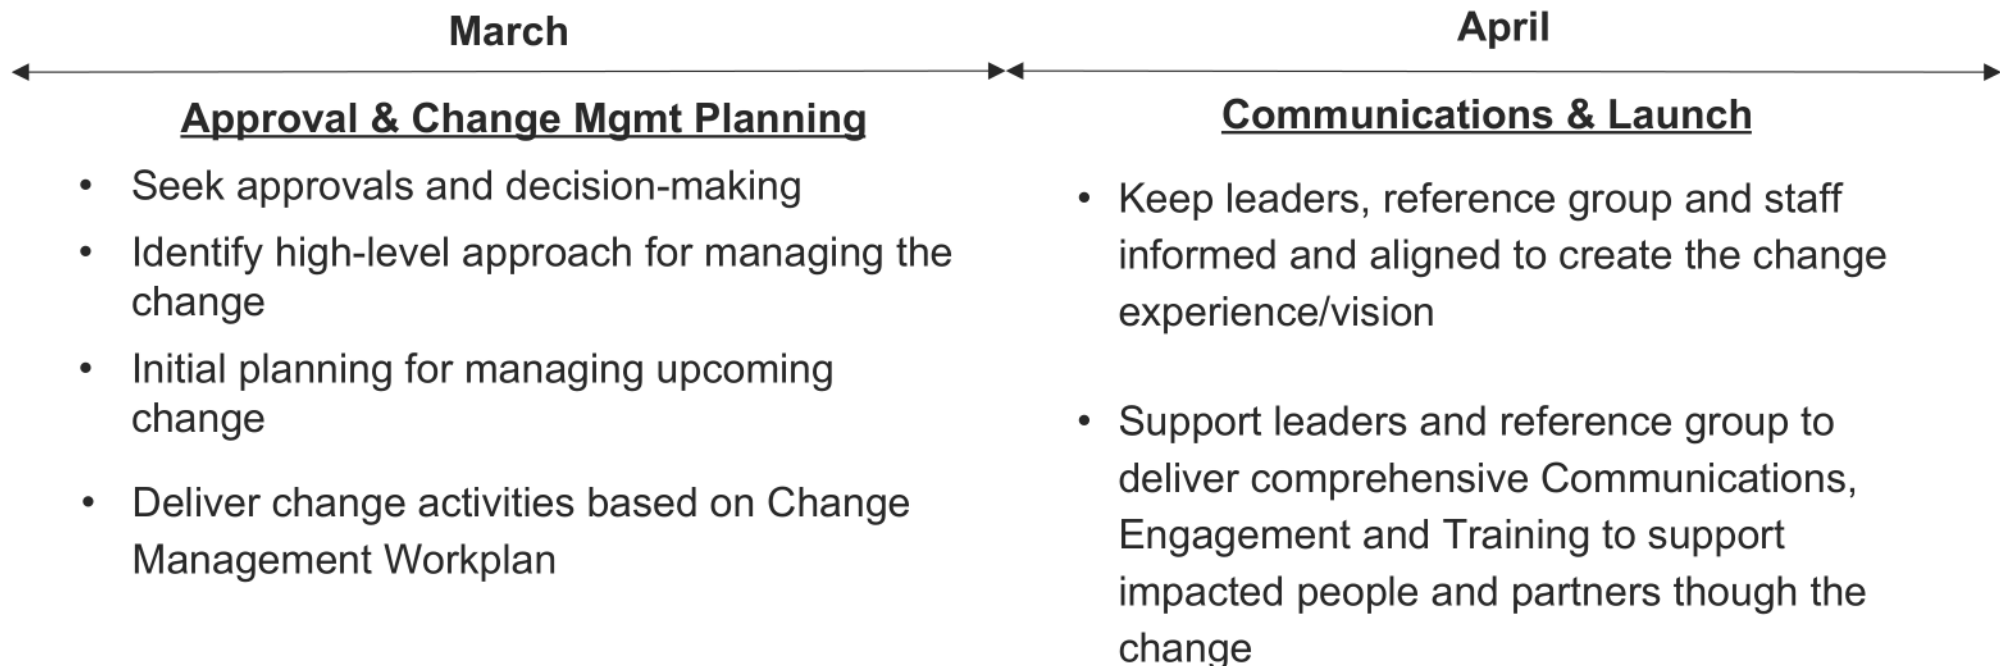 March
Approval & Change Mgmt Planning
• Seek approvals and decision-making
• Identify high-level approach for managing the
change
• Initial planning for managing upcoming
change
• Deliver change activities based on Change
Management Workplan
April
Communications & Launch
• Keep leaders, reference group and staff
informed and aligned to create the change
experience/vision
• Support leaders and reference group to
deliver comprehensive Communications,
Engagement and Training to support
impacted people and partners though the
change